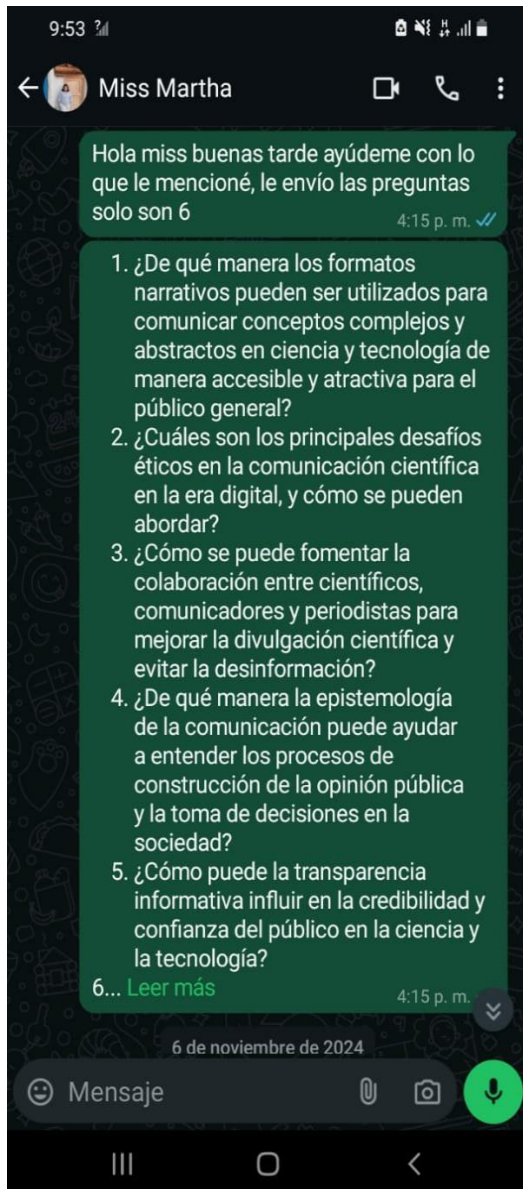 9:53
Miss Martha
Hola miss buenas tarde ayúdeme con lo
que le mencioné, le envío las preguntas
solo son 6
4:15 p. m.
1. ¿De qué manera los formatos
narrativos pueden ser utilizados para
comunicar conceptos complejos y
abstractos en ciencia y tecnología de
manera accesible y atractiva para el
público general?
2. ¿Cuáles son los principales desafíos
éticos en la comunicación científica
en la era digital, y cómo se pueden
abordar?
3. ¿Cómo se puede fomentar la
colaboración entre científicos,
comunicadores y periodistas para
mejorar la divulgación científica y
evitar la desinformación?
4. ¿De qué manera la epistemología
de la comunicación puede ayudar
a entender los procesos de
construcción de la opinión pública
y la toma de decisiones en la
sociedad?
5. ¿Cómo puede la transparencia
informativa influir en la credibilidad y
confianza del público en la ciencia y
la tecnología?
6... Leer más
4:15 p. m.
6 de noviembre de 2024
Mensaje